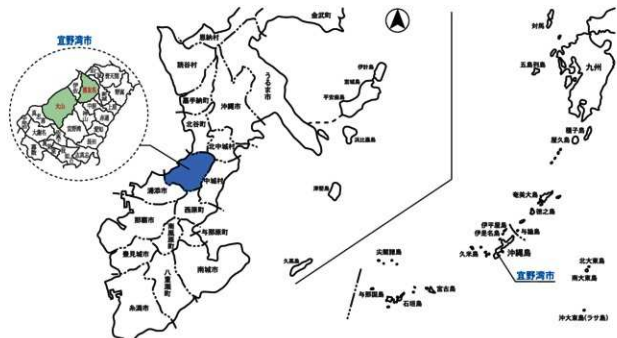 宜野湾市
大山
恩納村
金武町
読谷村
うるま市
嘉手納町
沖縄市
北谷町
北中城村
中城村
浦添市
西原町
那覇市
南風原町
与那原町
豊見城市
八重瀬町
南城市
糸満市
伊計島
宮城島
平安座島
浜比嘉島
津堅島
久高島
対馬
五島列島
九州
種子島
屋久島
奄美大島
徳之島
与論島
伊平屋島
伊是名島
久米島
沖縄島
宜野湾市
北大東島
南大東島
沖大東島(ラサ島)
尖閣諸島
与那国島
石垣島
宮古島